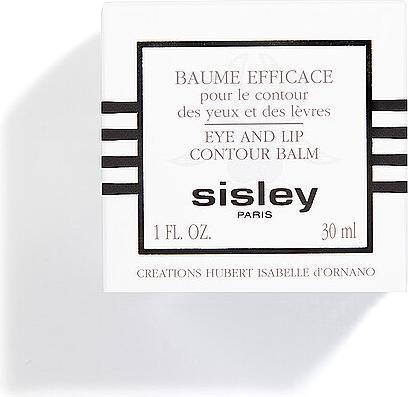 BAUME EFFICACE
pour le contour
des yeux et des lèvres
EYE AND LIP
CONTOUR BALM
sisley
PARIS
1 FL. OZ. 30 ml
CREATIONS HUBERT ISABELLE d'ORNANO